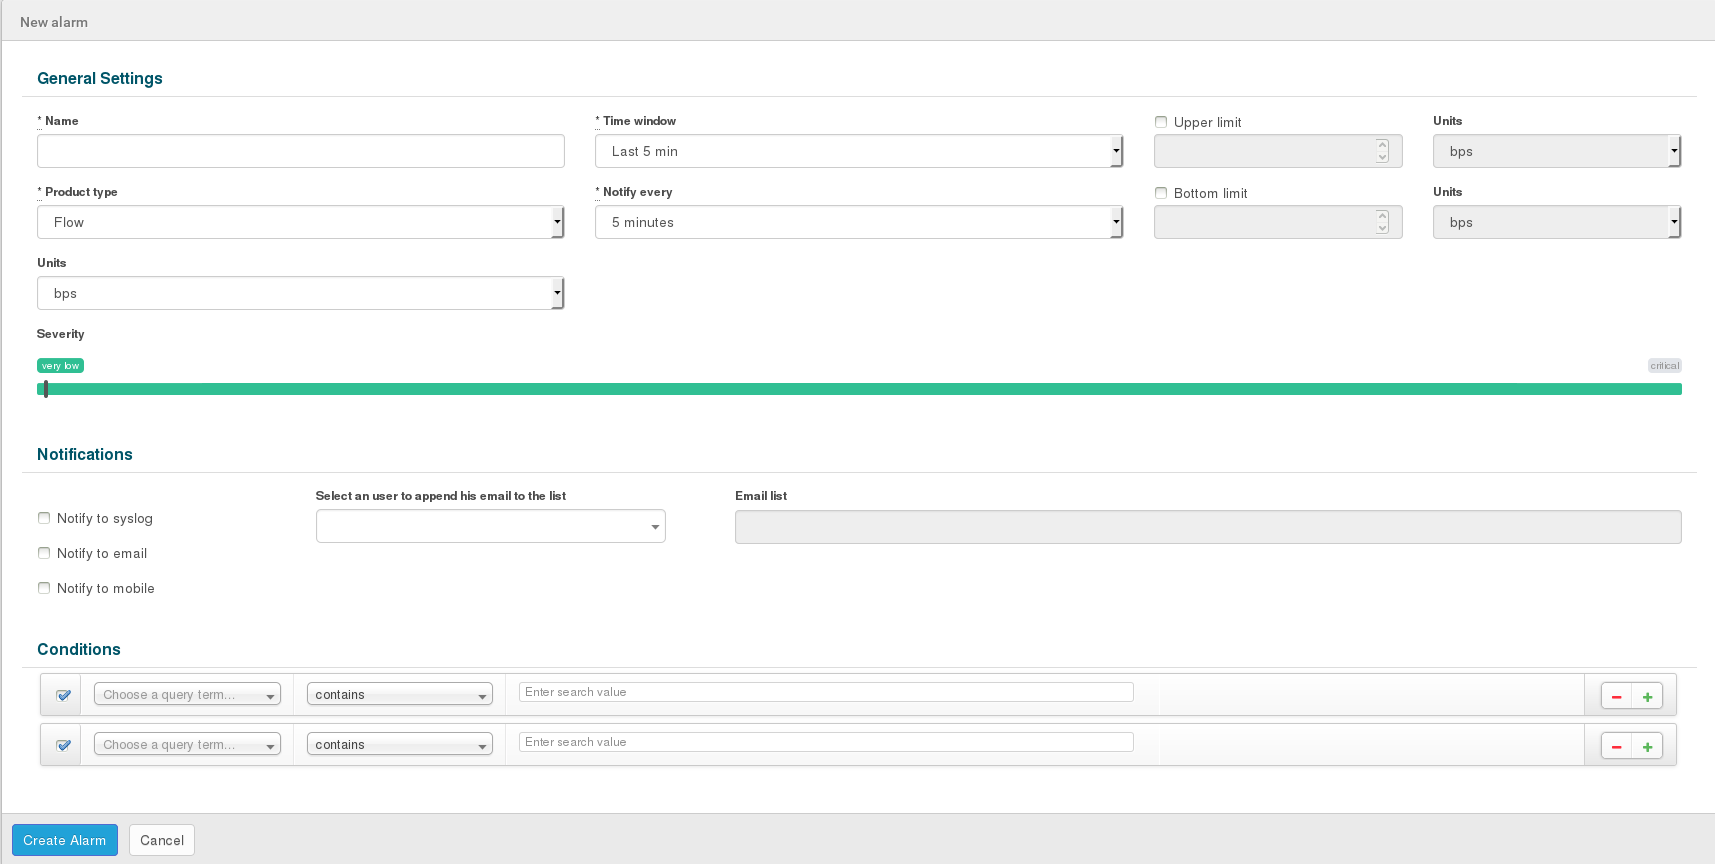 New alarm
General Settings
* Name
* Time window
Upper limit
Units
Last 5 min
bps
* Product type
* Notify every
Bottom limit
Units
Flow
5 minutes
bps
Units
bps
Severity
very low
critical
Notifications
Select an user to append his email to the list
Email list
Notify to syslog
Notify to email
Notify to mobile
Conditions
Choose a query term...
contains
Enter search value
Choose a query term...
contains
Enter search value
Create Alarm
Cancel